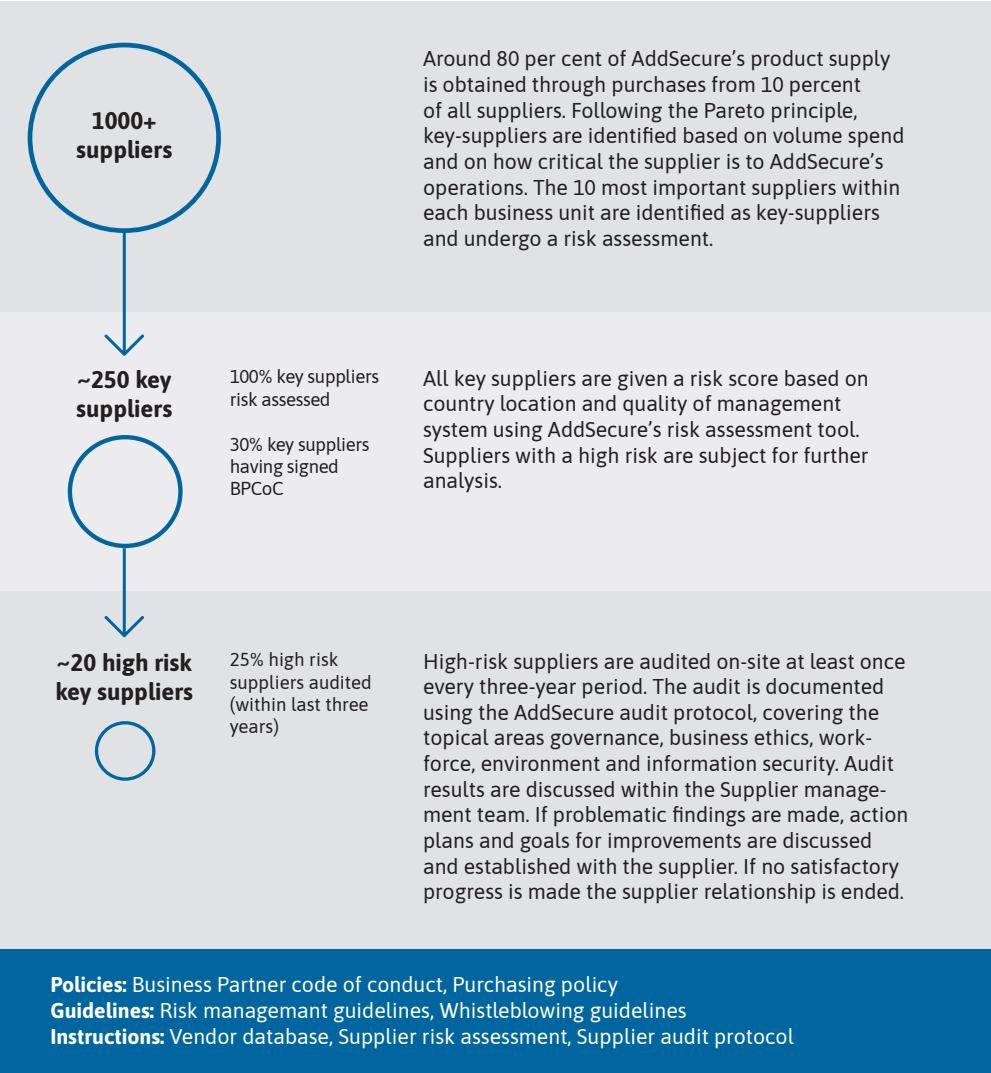 1000+
suppliers
Around 80 per cent of AddSecure's product supply
is obtained through purchases from 10 percent
of all suppliers. Following the Pareto principle,
key-suppliers are identified based on volume spend
and on how critical the supplier is to AddSecure's
operations. The 10 most important suppliers within
each business unit are identified as key-suppliers
and undergo a risk assessment.
~250 key
suppliers
100% key suppliers
risk assessed
30% key suppliers
having signed
BPCoC
All key suppliers are given a risk score based on
country location and quality of management
system using AddSecure's risk assessment tool.
Suppliers with a high risk are subject for further
analysis.
~20 high risk
key suppliers
25% high risk
suppliers audited
(within last three
years)
High-risk suppliers are audited on-site at least once
every three-year period. The audit is documented
using the AddSecure audit protocol, covering the
topical areas governance, business ethics, work-
force, environment and information security. Audit
results are discussed within the Supplier manage-
ment team. If problematic findings are made, action
plans and goals for improvements are discussed
and established with the supplier. If no satisfactory
progress is made the supplier relationship is ended.
Policies: Business Partner code of conduct, Purchasing policy
Guidelines: Risk managemant guidelines, Whistleblowing guidelines
Instructions: Vendor database, Supplier risk assessment, Supplier audit protocol